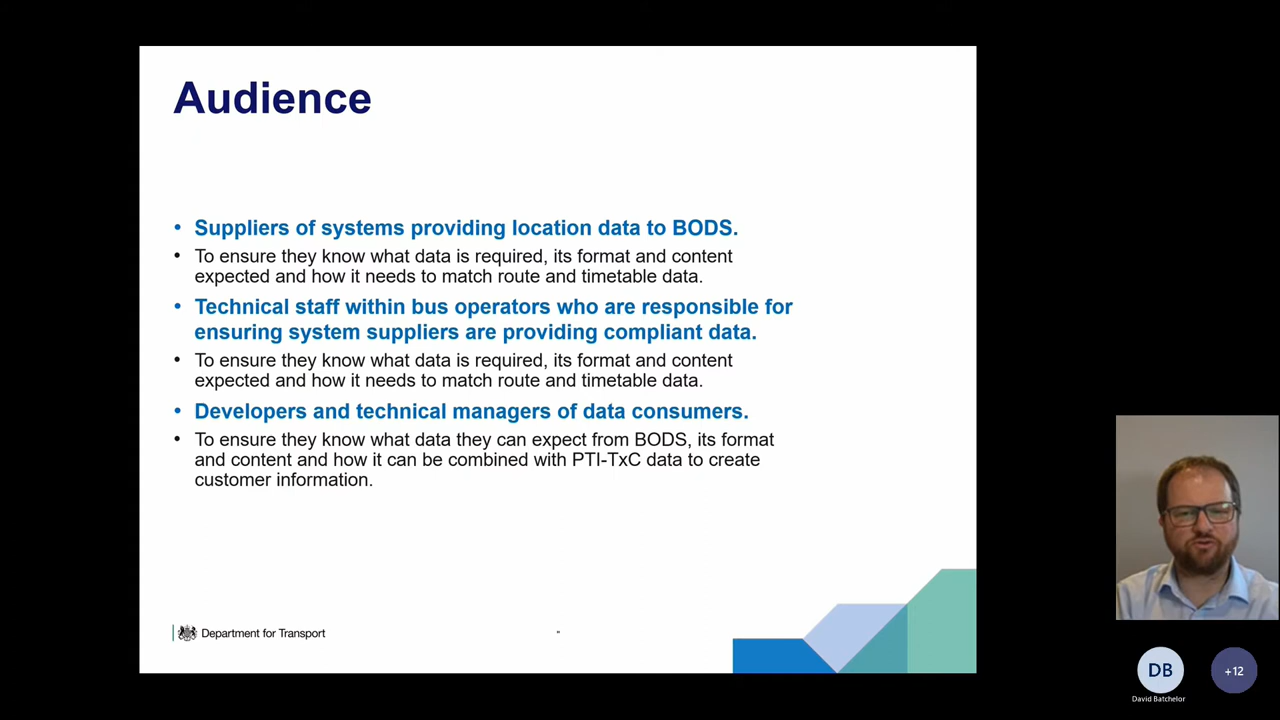 Audience
• Suppliers of systems providing location data to BODS.
• To ensure they know what data is required, its format and content
expected and how it needs to match route and timetable data.
• Technical staff within bus operators who are responsible for
ensuring system suppliers are providing compliant data.
• To ensure they know what data is required, its format and content
expected and how it needs to match route and timetable data.
• Developers and technical managers of data consumers.
• To ensure they know what data they can expect from BODS, its format
and content and how it can be combined with PTI-TxC data to create
customer information.
Department for Transport
DB
David Batchelor
+12